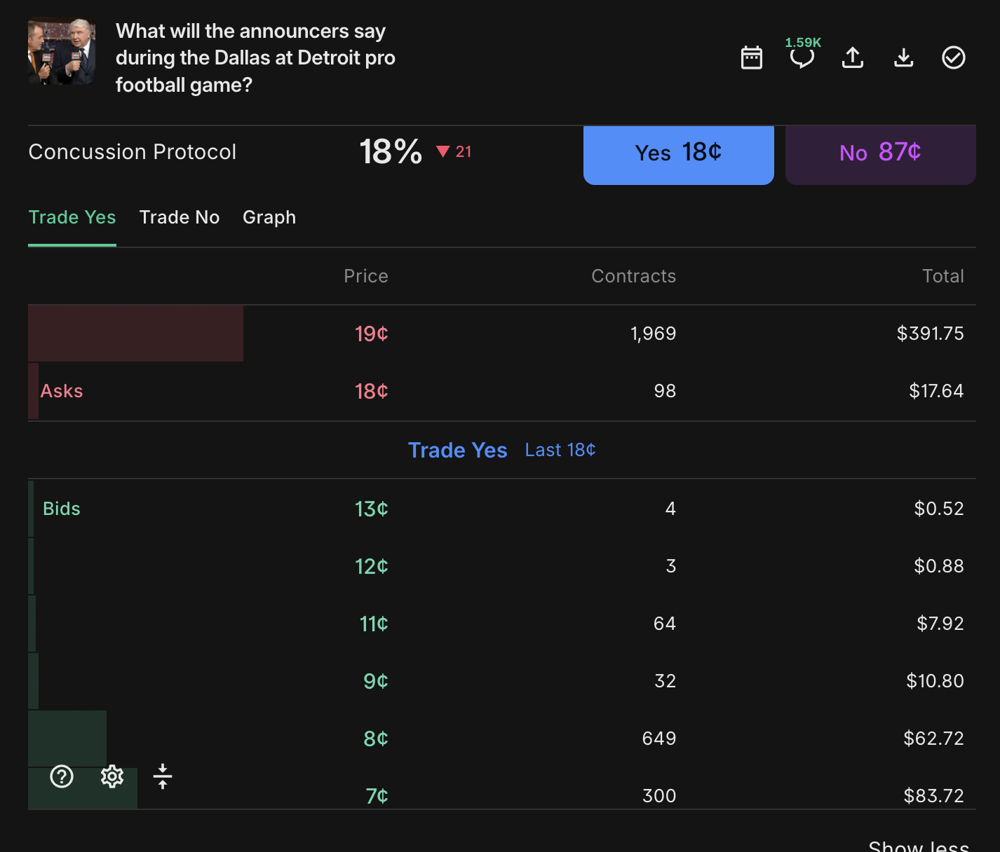 What will the announcers say
during the Dallas at Detroit pro
football game?
1.59K
Concussion Protocol 18% ▼ 21 Yes 18¢ No 87¢
Trade Yes Trade No Graph
Price Contracts Total
19¢ 1,969 $391.75
Asks 18¢ 98 $17.64
Trade Yes Last 18¢
Bids 13¢ 4 $0.52
12¢ 3 $0.88
11¢ 64 $7.92
9¢ 32 $10.80
8¢ 649 $62.72
7¢ 300 $83.72
Show less